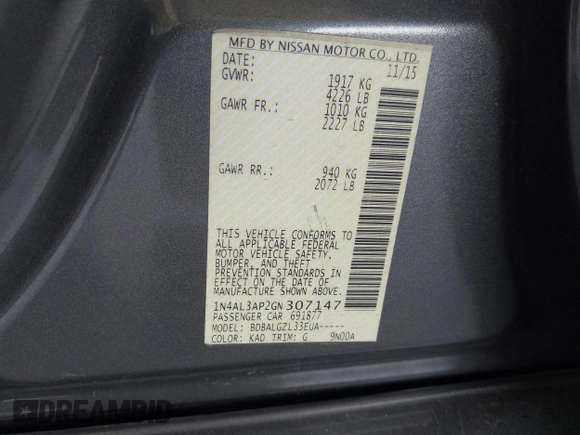 MFD BY NISSAN MOTOR CO., LTD.
DATE: 11/15
GVWR: 1917 KG
4226 LB
GAWR FR.: 1010 KG
2227 LB
GAWR RR.: 940 KG
2072 LB
THIS VEHICLE CONFORMS TO
ALL APPLICABLE FEDERAL
MOTOR VEHICLE SAFETY,
BUMPER, AND THEFT
PREVENTION STANDARDS IN
EFFECT ON THE DATE OF
MANUFACTURE SHOWN ABOVE.
1N4AL3AP2GN307147
PASSENGER CAR 691877
MODEL: BDBALGZL33EUA-----
COLOR: KAD TRIM: G 9N00A
DREAMBID